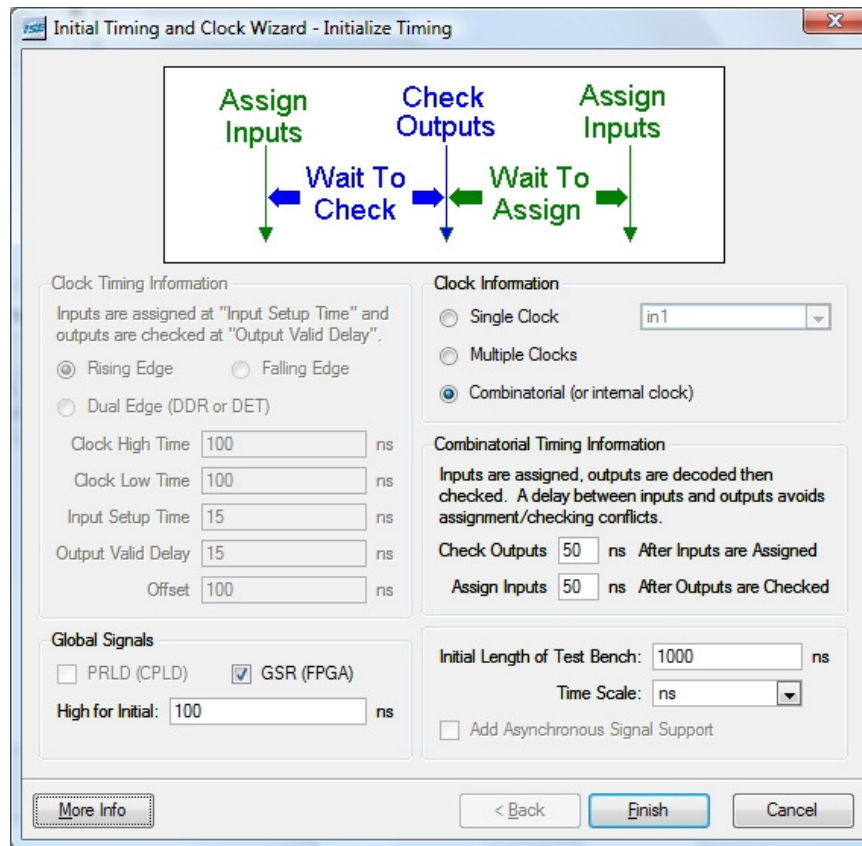 ISE Initial Timing and Clock Wizard - Initialize Timing
Assign
Inputs
Check
Outputs
Assign
Inputs
Wait To
Check
Wait To
Assign
Clock Timing Information
Inputs are assigned at "Input Setup Time" and
outputs are checked at "Output Valid Delay".
Rising Edge Falling Edge
Dual Edge (DDR or DET)
Clock High Time 100 ns
Clock Low Time 100 ns
Input Setup Time 15 ns
Output Valid Delay 15 ns
Offset 100 ns
Global Signals
PRLD (CPLD) GSR (FPGA)
High for Initial: 100 ns
Clock Information
Single Clock in1
Multiple Clocks
Combinatorial (or internal clock)
Combinatorial Timing Information
Inputs are assigned, outputs are decoded then
checked. A delay between inputs and outputs avoids
assignment/checking conflicts.
Check Outputs 50 ns After Inputs are Assigned
Assign Inputs 50 ns After Outputs are Checked
Initial Length of Test Bench: 1000 ns
Time Scale: ns
Add Asynchronous Signal Support
More Info < Back Finish Cancel